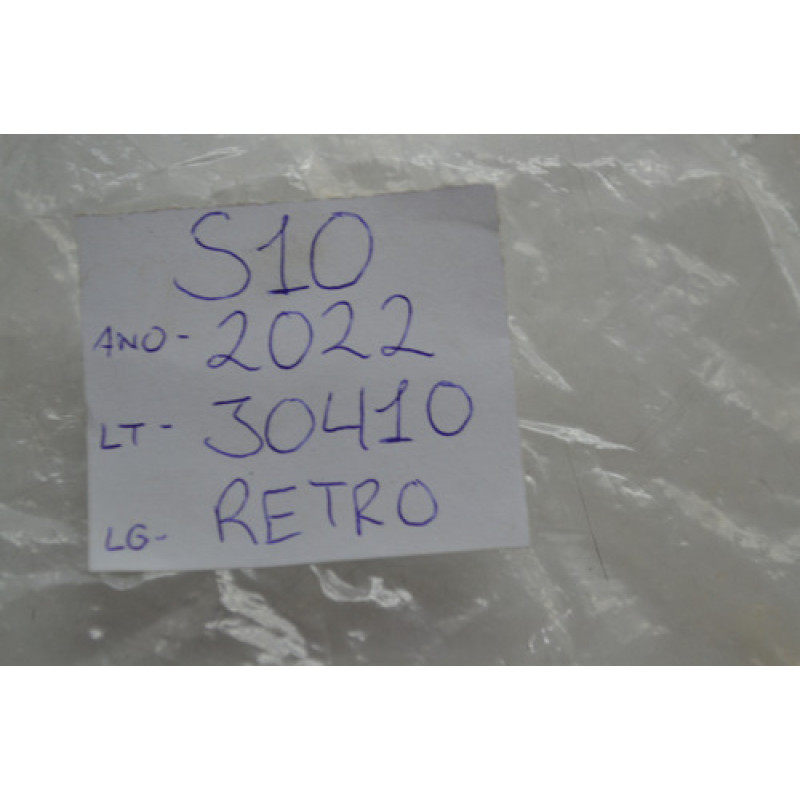 S10
ANO- 2022
LT- 30410
LG- RETRO